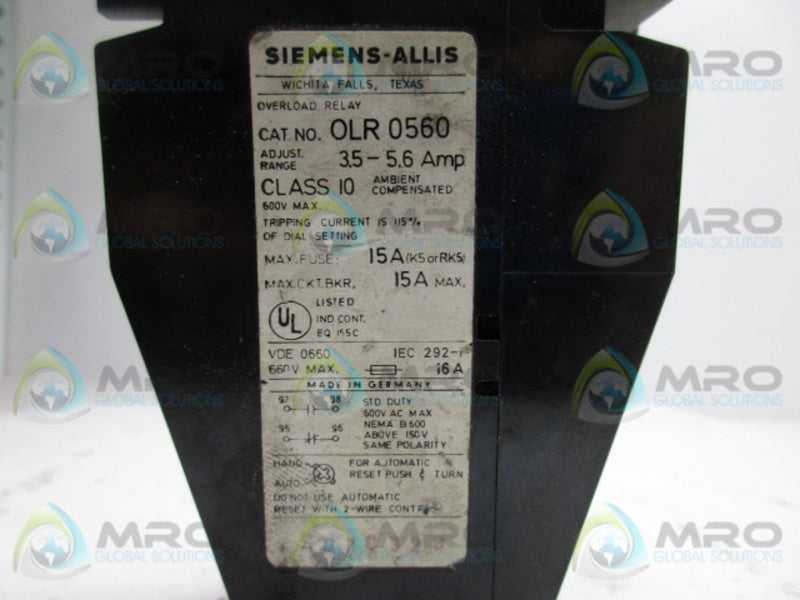 SIEMENS-ALLIS
WICHITA FALLS, TEXAS
OVERLOAD RELAY
CAT. NO. OLR 0560
ADJUST. RANGE 3.5 - 5.6 Amp
CLASS 10 AMBIENT COMPENSATED
600V MAX.
TRIPPING CURRENT IS 115%
OF DIAL SETTING
MAX. FUSE: 15A (K5 or RK5)
MAX. CKT. BKR. 15A MAX.
UL LISTED
IND. CONT.
EQ. 155C
VDE 0660 IEC 292-1
660V MAX. 16A
MADE IN GERMANY
97 98 STD DUTY
600V AC MAX
NEMA B600
95 96 ABOVE 150V
SAME POLARITY
HAND FOR AUTOMATIC
AUTO RESET PUSH & TURN
DO NOT USE AUTOMATIC
RESET WITH 2-WIRE
MRO
GLOBAL SOLUTIONS